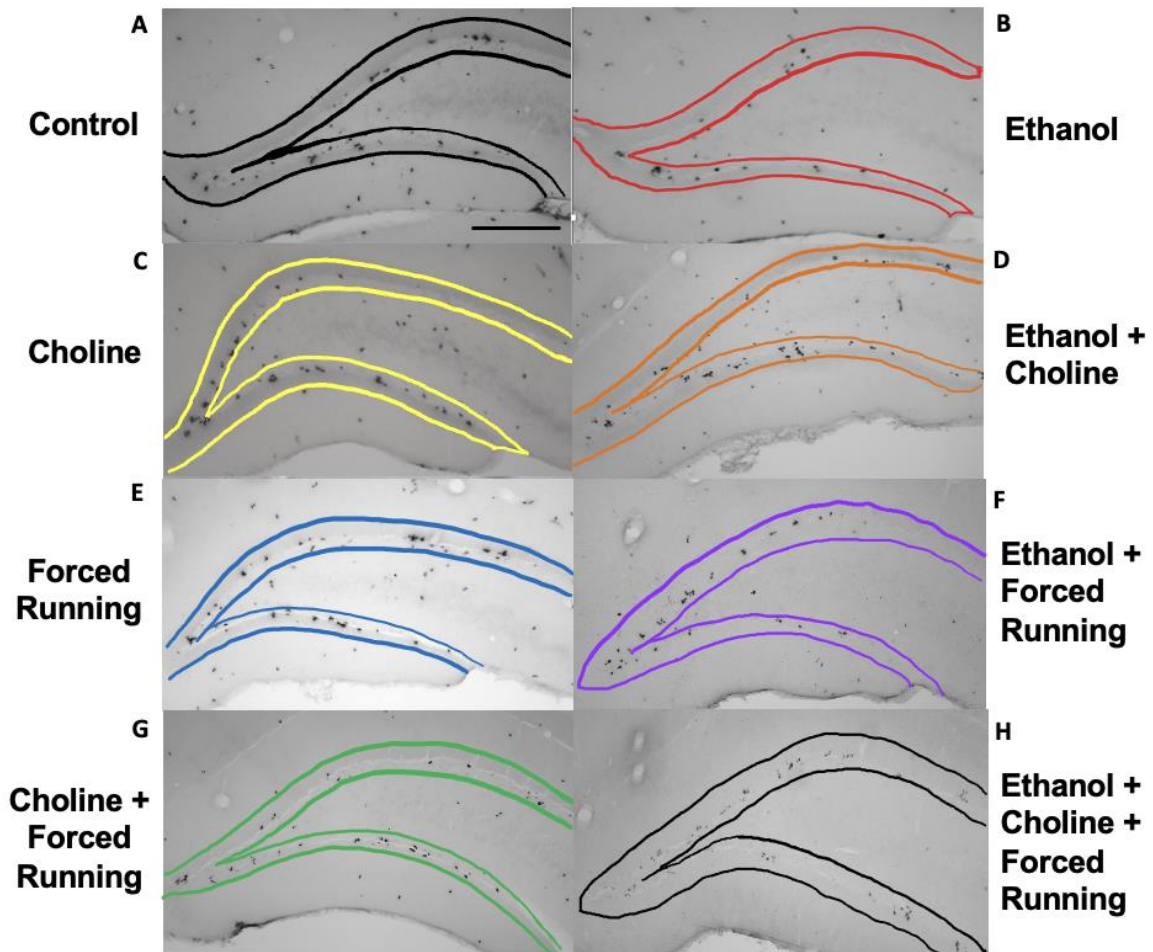 A
Control
B
Ethanol
C
Choline
D
Ethanol +
Choline
E
Forced
Running
F
Ethanol +
Forced
Running
G
Choline +
Forced
Running
H
Ethanol +
Choline +
Forced
Running